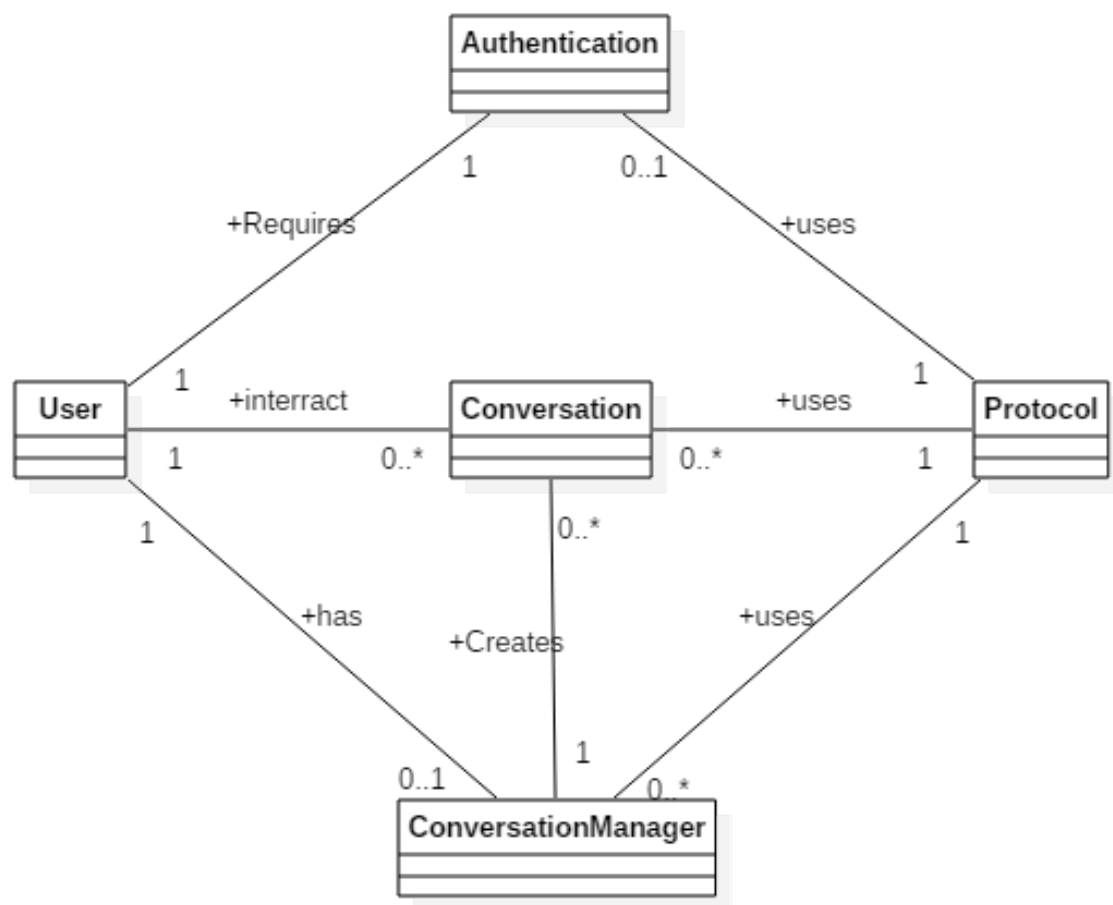 Authentication
1
0..1
+Requires
+uses
1
1
User
+interract
Conversation
+uses
Protocol
1
0..*
0..*
1
1
0..*
1
+has
+Creates
+uses
0..1
1
0..*
ConversationManager